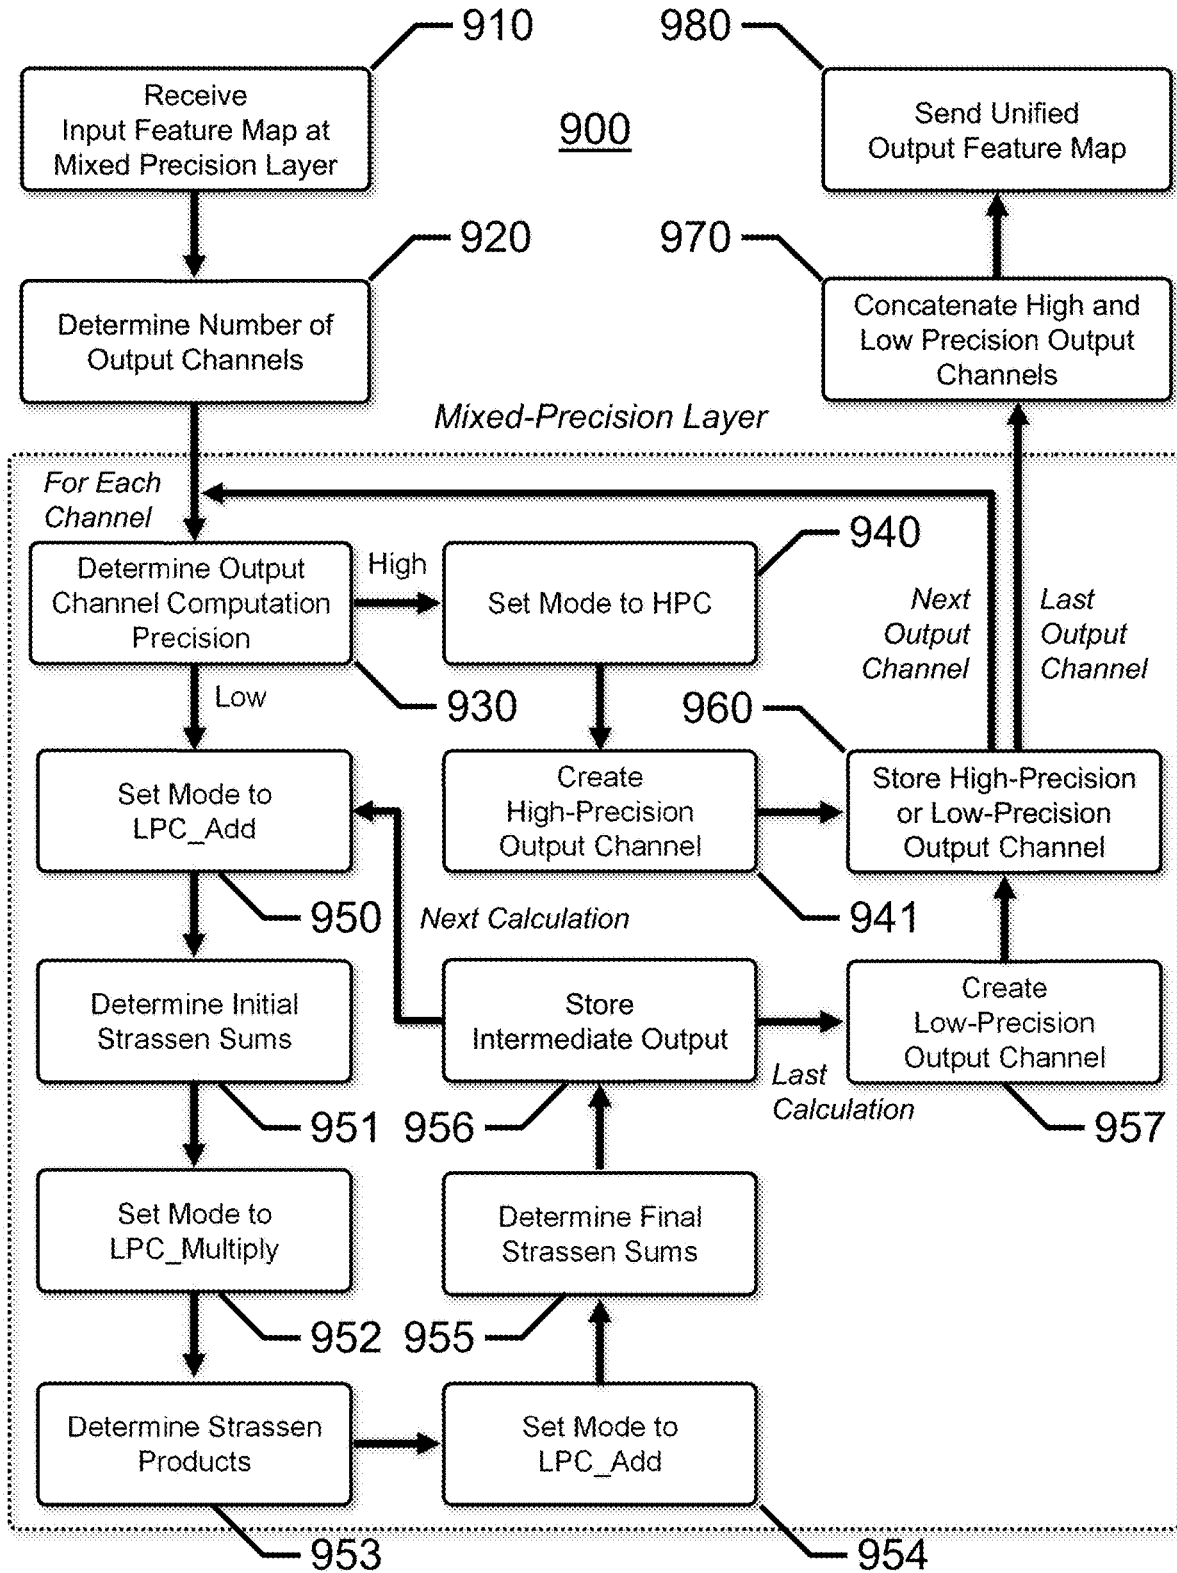 910
980
Receive
Input Feature Map at
Mixed Precision Layer
900
Send Unified
Output Feature Map
920
970
Determine Number of
Output Channels
Concatenate High and
Low Precision Output
Channels
Mixed-Precision Layer
For Each
Channel
Determine Output
Channel Computation
Precision
High
Set Mode to HPC
940
Next
Output
Channel
Last
Output
Channel
Low
930
960
Set Mode to
LPC_Add
Create
High-Precision
Output Channel
Store High-Precision
or Low-Precision
Output Channel
950
Next Calculation
941
Determine Initial
Strassen Sums
Store
Intermediate Output
Create
Low-Precision
Output Channel
Last
Calculation
951
956
957
Set Mode to
LPC_Multiply
Determine Final
Strassen Sums
952
955
Determine Strassen
Products
Set Mode to
LPC_Add
953
954